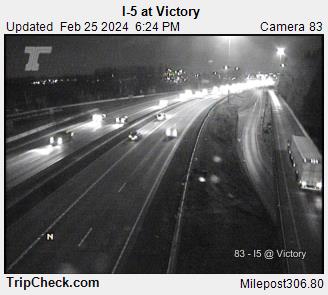 I-5 at Victory
Updated  Feb 25 2024  6:24 PM  Camera 83
T
N
83 - I5 @ Victory
TripCheck.com  Milepost306.80